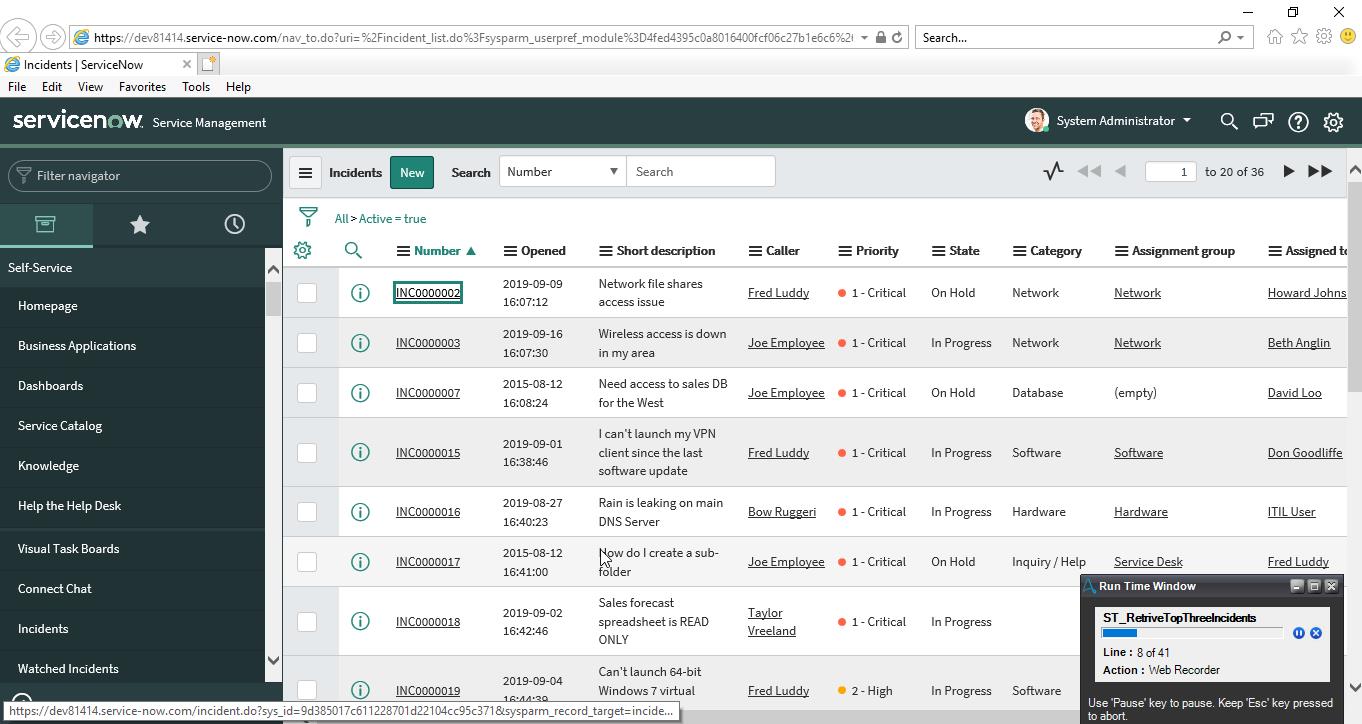 https://dev81414.service-now.com/nav_to.do?uri=%2Fincident_list.do%3Fsysparm_userpref_module%3D4fed4395c0a8016400fcf06c27b1e6c6%2
Search...
Incidents | ServiceNow
File Edit View Favorites Tools Help
servicenow. Service Management
System Administrator
Filter navigator
Incidents New Search Number Search
1 to 20 of 36
All > Active = true
Number Opened Short description Caller Priority State Category Assignment group Assigned to
Self-Service
Homepage
Business Applications
Dashboards
Service Catalog
Knowledge
Help the Help Desk
Visual Task Boards
Connect Chat
Incidents
Watched Incidents
INC0000002 2019-09-09 16:07:12 Network file shares access issue Fred Luddy 1 - Critical On Hold Network Network Howard Johns
INC0000003 2019-09-16 16:07:30 Wireless access is down in my area Joe Employee 1 - Critical In Progress Network Network Beth Anglin
INC0000007 2015-08-12 16:08:24 Need access to sales DB for the West Joe Employee 1 - Critical On Hold Database (empty) David Loo
INC0000015 2019-09-01 16:38:46 I can't launch my VPN client since the last software update Fred Luddy 1 - Critical In Progress Software Software Don Goodliffe
INC0000016 2019-08-27 16:40:23 Rain is leaking on main DNS Server Bow Ruggeri 1 - Critical In Progress Hardware Hardware ITIL User
INC0000017 2015-08-12 16:41:00 How do I create a sub-folder Joe Employee 1 - Critical On Hold Inquiry / Help Service Desk Fred Luddy
INC0000018 2019-09-02 16:42:46 Sales forecast spreadsheet is READ ONLY Taylor Vreeland 1 - Critical In Progress
INC0000019 2019-09-04 16:44:39 Can't launch 64-bit Windows 7 virtual Fred Luddy 2 - High In Progress Software
https://dev81414.service-now.com/incident.do?sys_id=9d385017c611228701d22104cc95c371&sysparm_record_target=incide...
Run Time Window
ST_RetriveTopThreeIncidents
Line : 8 of 41
Action : Web Recorder
Use 'Pause' key to pause. Keep 'Esc' key pressed
to abort.